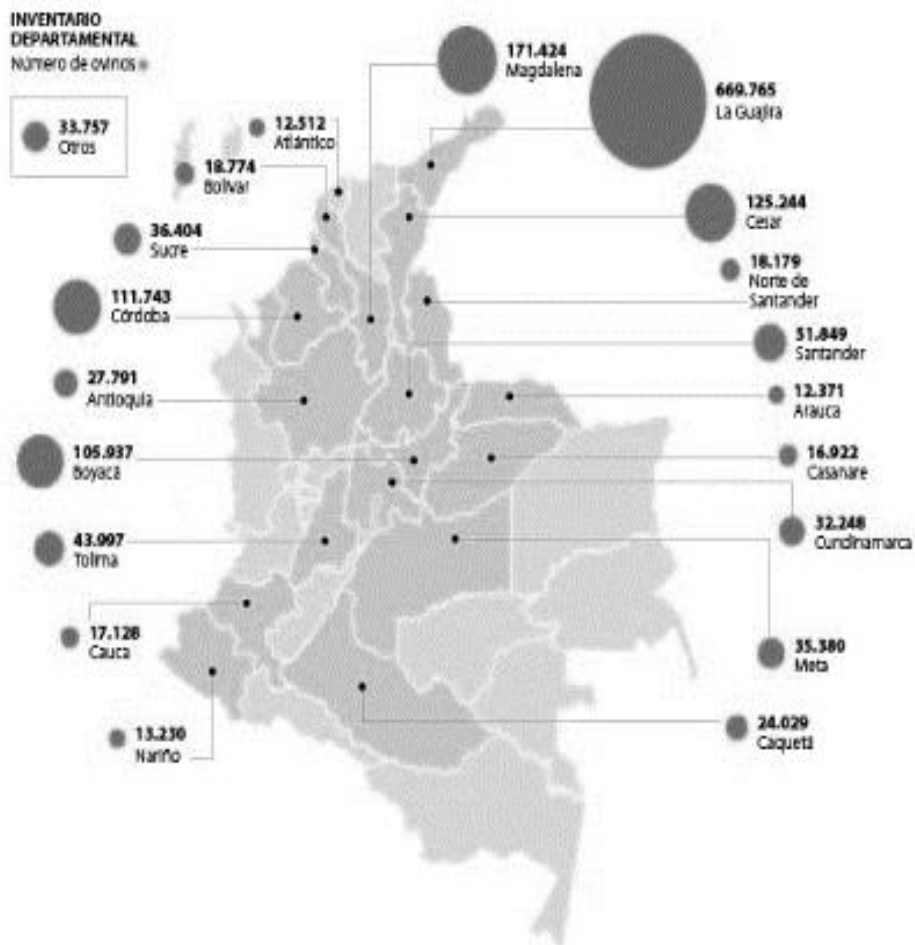 INVENTARIO
DEPARTAMENTAL
Número de ovinos
33.757
Otros
12.512
Atlántico
18.774
Bolívar
36.404
Sucre
111.743
Córdoba
27.791
Antioquia
105.937
Boyacá
43.997
Tolima
17.128
Cauca
13.230
Nariño
171.424
Magdalena
669.765
La Guajira
125.244
Cesar
18.179
Norte de
Santander
51.849
Santander
12.371
Arauca
16.922
Casanare
32.248
Cundinamarca
35.380
Meta
24.029
Caquetá